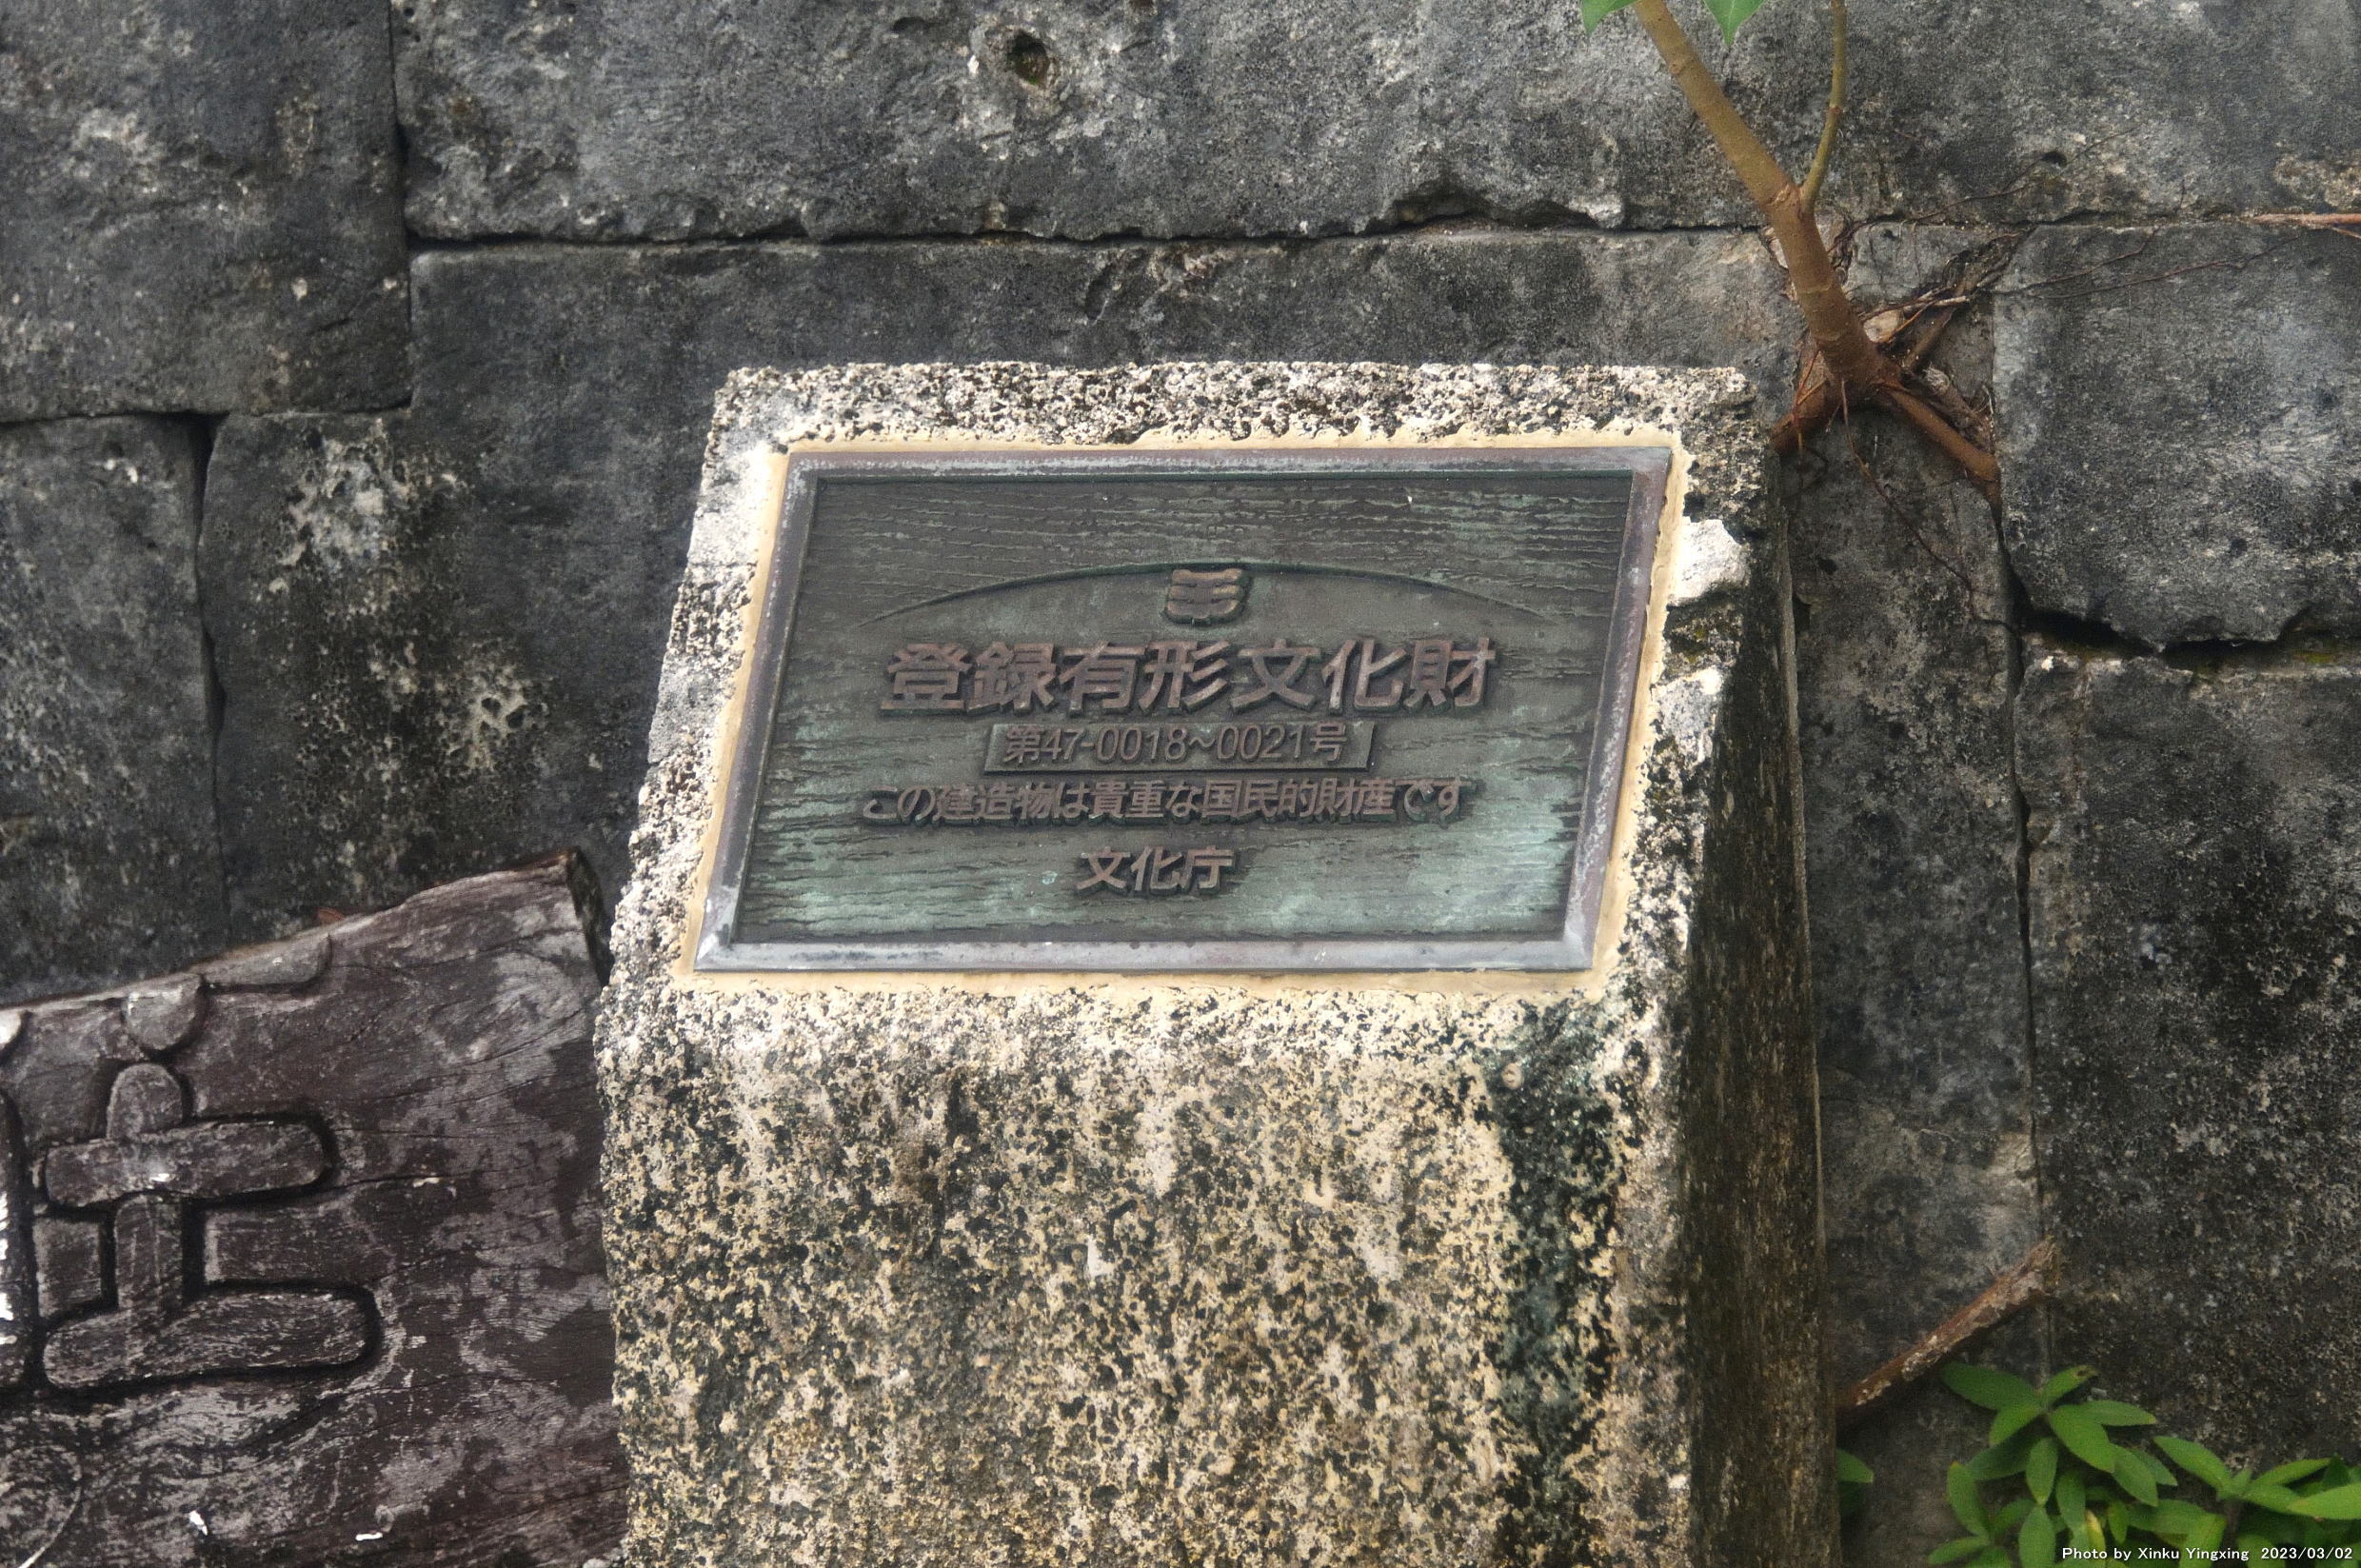 登録有形文化財
第47-0018~0021号
この建造物は貴重な国民的財産です
文化庁
Photo by Xinku Yingxing 2023/03/02